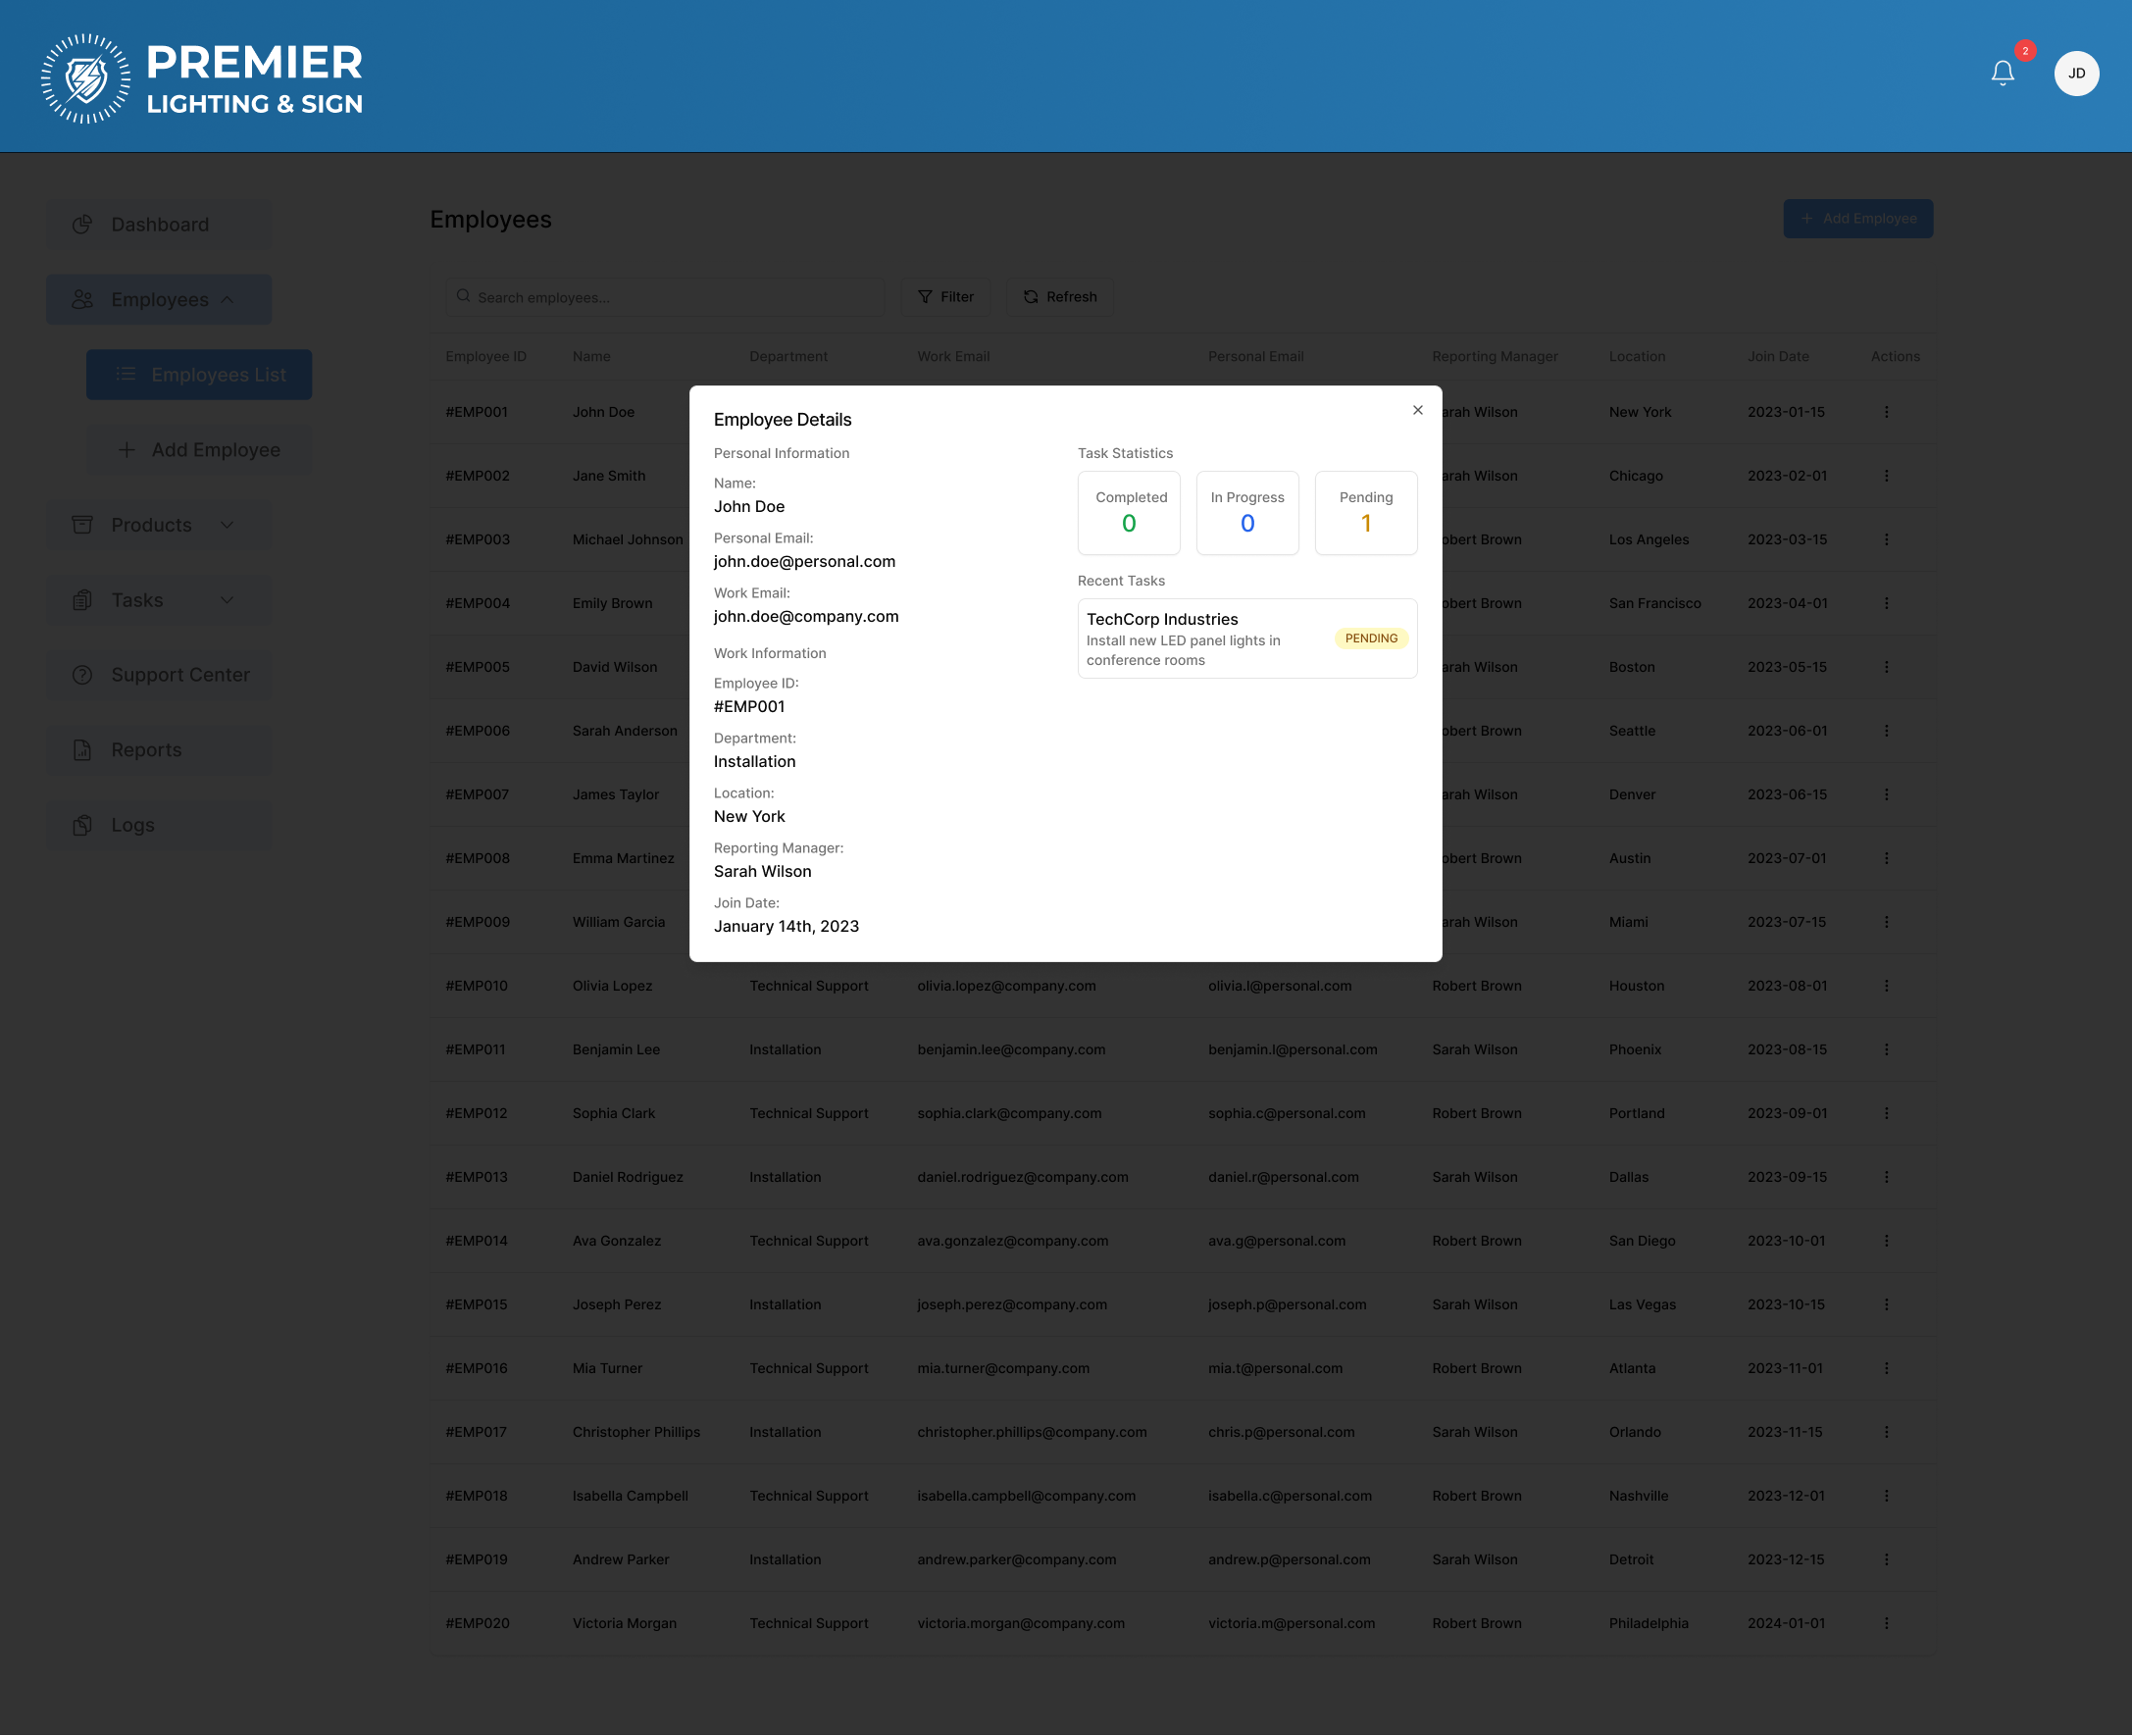 PREMIER
LIGHTING & SIGN
2
JD
Dashboard
Employees
Employees List
Add Employee
Products
Tasks
Support Center
Reports
Logs
Employees
Add Employee
Search employees...
Filter
Refresh
Employee ID Name Department Work Email Personal Email Reporting Manager Location Join Date Actions
#EMP001 John Doe arah Wilson New York 2023-01-15
#EMP002 Jane Smith arah Wilson Chicago 2023-02-01
#EMP003 Michael Johnson obert Brown Los Angeles 2023-03-15
#EMP004 Emily Brown obert Brown San Francisco 2023-04-01
#EMP005 David Wilson arah Wilson Boston 2023-05-15
#EMP006 Sarah Anderson obert Brown Seattle 2023-06-01
#EMP007 James Taylor arah Wilson Denver 2023-06-15
#EMP008 Emma Martinez obert Brown Austin 2023-07-01
#EMP009 William Garcia arah Wilson Miami 2023-07-15
#EMP010 Olivia Lopez Technical Support olivia.lopez@company.com olivia.l@personal.com Robert Brown Houston 2023-08-01
#EMP011 Benjamin Lee Installation benjamin.lee@company.com benjamin.l@personal.com Sarah Wilson Phoenix 2023-08-15
#EMP012 Sophia Clark Technical Support sophia.clark@company.com sophia.c@personal.com Robert Brown Portland 2023-09-01
#EMP013 Daniel Rodriguez Installation daniel.rodriguez@company.com daniel.r@personal.com Sarah Wilson Dallas 2023-09-15
#EMP014 Ava Gonzalez Technical Support ava.gonzalez@company.com ava.g@personal.com Robert Brown San Diego 2023-10-01
#EMP015 Joseph Perez Installation joseph.perez@company.com joseph.p@personal.com Sarah Wilson Las Vegas 2023-10-15
#EMP016 Mia Turner Technical Support mia.turner@company.com mia.t@personal.com Robert Brown Atlanta 2023-11-01
#EMP017 Christopher Phillips Installation christopher.phillips@company.com chris.p@personal.com Sarah Wilson Orlando 2023-11-15
#EMP018 Isabella Campbell Technical Support isabella.campbell@company.com isabella.c@personal.com Robert Brown Nashville 2023-12-01
#EMP019 Andrew Parker Installation andrew.parker@company.com andrew.p@personal.com Sarah Wilson Detroit 2023-12-15
#EMP020 Victoria Morgan Technical Support victoria.morgan@company.com victoria.m@personal.com Robert Brown Philadelphia 2024-01-01
Employee Details
Personal Information
Name:
John Doe
Personal Email:
john.doe@personal.com
Work Email:
john.doe@company.com
Work Information
Employee ID:
#EMP001
Department:
Installation
Location:
New York
Reporting Manager:
Sarah Wilson
Join Date:
January 14th, 2023
Task Statistics
Completed In Progress Pending
0 0 1
Recent Tasks
TechCorp Industries
Install new LED panel lights in
conference rooms
PENDING